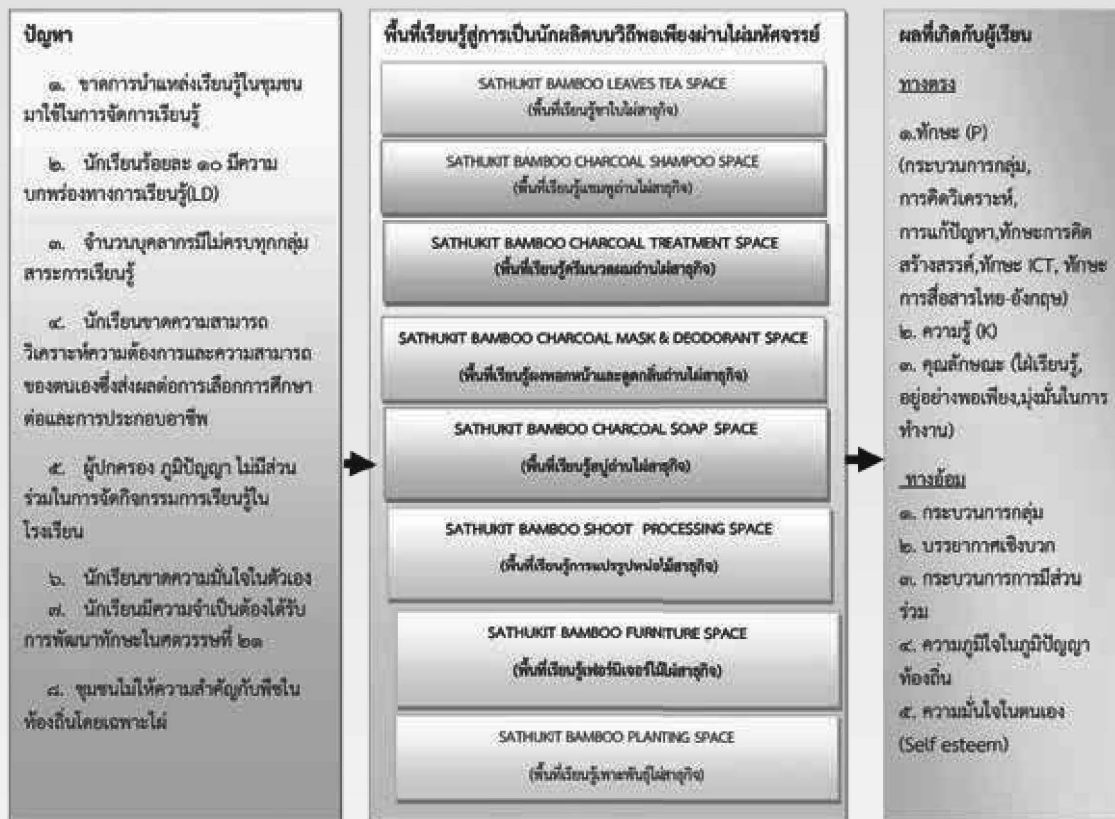 ปัญหา
๑. ขาดการนำแหล่งเรียนรู้ในชุมชน
มาใช้ในการจัดการเรียนรู้
๒. นักเรียนร้อยละ ๑๐ มีความ
บกพร่องทางการเรียนรู้(LD)
๓. จำนวนบุคลากรมีไม่ครบทุกกลุ่ม
สาระการเรียนรู้
๔. นักเรียนขาดความสามารถ
วิเคราะห์ความต้องการและความสามารถ
ของตนเองซึ่งส่งผลต่อการเลือกการศึกษา
ต่อและการประกอบอาชีพ
๕. ผู้ปกครอง ภูมิปัญญา ไม่มีส่วน
ร่วมในการจัดกิจกรรมการเรียนรู้ใน
โรงเรียน
๖. นักเรียนขาดความมั่นใจในตัวเอง
๗. นักเรียนมีความจำเป็นต้องได้รับ
การพัฒนาทักษะในศตวรรษที่ ๒๑
๘. ชุมชนไม่ให้ความสำคัญกับพืชใน
ท้องถิ่นโดยเฉพาะไผ่
พื้นที่เรียนรู้สู่การเป็นนักผลิตบนวิถีพอเพียงผ่านไผ่มหัศจรรย์
SATHUKIT BAMBOO LEAVES TEA SPACE
(พื้นที่เรียนรู้ชาใบไผ่สาธุกิจ)
SATHUKIT BAMBOO CHARCOAL SHAMPOO SPACE
(พื้นที่เรียนรู้แชมพูถ่านไผ่สาธุกิจ)
SATHUKIT BAMBOO CHARCOAL TREATMENT SPACE
(พื้นที่เรียนรู้ครีมนวดผมถ่านไผ่สาธุกิจ)
SATHUKIT BAMBOO CHARCOAL MASK & DEODORANT SPACE
(พื้นที่เรียนรู้ผงพอกหน้าและดูดกลิ่นถ่านไผ่สาธุกิจ)
SATHUKIT BAMBOO CHARCOAL SOAP SPACE
(พื้นที่เรียนรู้สบู่ถ่านไผ่สาธุกิจ)
SATHUKIT BAMBOO SHOOT PROCESSING SPACE
(พื้นที่เรียนรู้การแปรรูปหน่อไม้สาธุกิจ)
SATHUKIT BAMBOO FURNITURE SPACE
(พื้นที่เรียนรู้เฟอร์นิเจอร์ไม้ไผ่สาธุกิจ)
SATHUKIT BAMBOO PLANTING SPACE
(พื้นที่เรียนรู้เพาะพันธุ์ไผ่สาธุกิจ)
ผลที่เกิดกับผู้เรียน
ทางตรง
๑.ทักษะ (P)
(กระบวนการกลุ่ม,
การคิดวิเคราะห์,
การแก้ปัญหา,ทักษะการคิด
สร้างสรรค์,ทักษะ ICT, ทักษะ
การสื่อสารไทย-อังกฤษ)
๒. ความรู้ (K)
๓. คุณลักษณะ (ใฝ่เรียนรู้,
อยู่อย่างพอเพียง,มุ่งมั่นในการ
ทำงาน)
ทางอ้อม
๑. กระบวนการกลุ่ม
๒. บรรยากาศเชิงบวก
๓. กระบวนการการมีส่วน
ร่วม
๔. ความภูมิใจในภูมิปัญญา
ท้องถิ่น
๕. ความมั่นใจในตนเอง
(Self esteem)